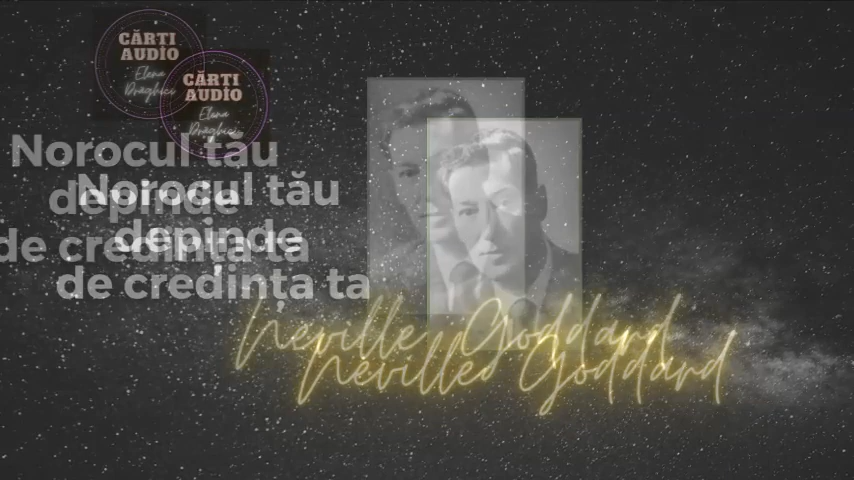 CĂRTI
AUDIO
Elena
Drăghici
CĂRTI
AUDIO
Elena
Drăghici
Norocul tău
depinde
de credința ta
Norocul tău
depinde
de credința ta
Neville Goddard
Neville Goddard